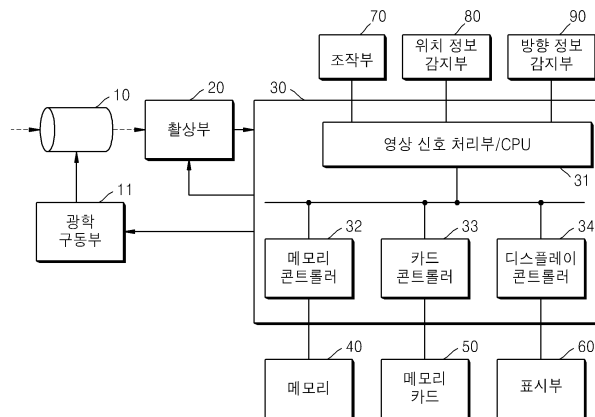 70
80
90
조작부
위치 정보
감지부
방향 정보
감지부
10
20
30
촬상부
영상 신호 처리부/CPU
31
11
광학
구동부
32
33
34
메모리
콘트롤러
카드
콘트롤러
디스플레이
콘트롤러
40
50
60
메모리
메모리
카드
표시부